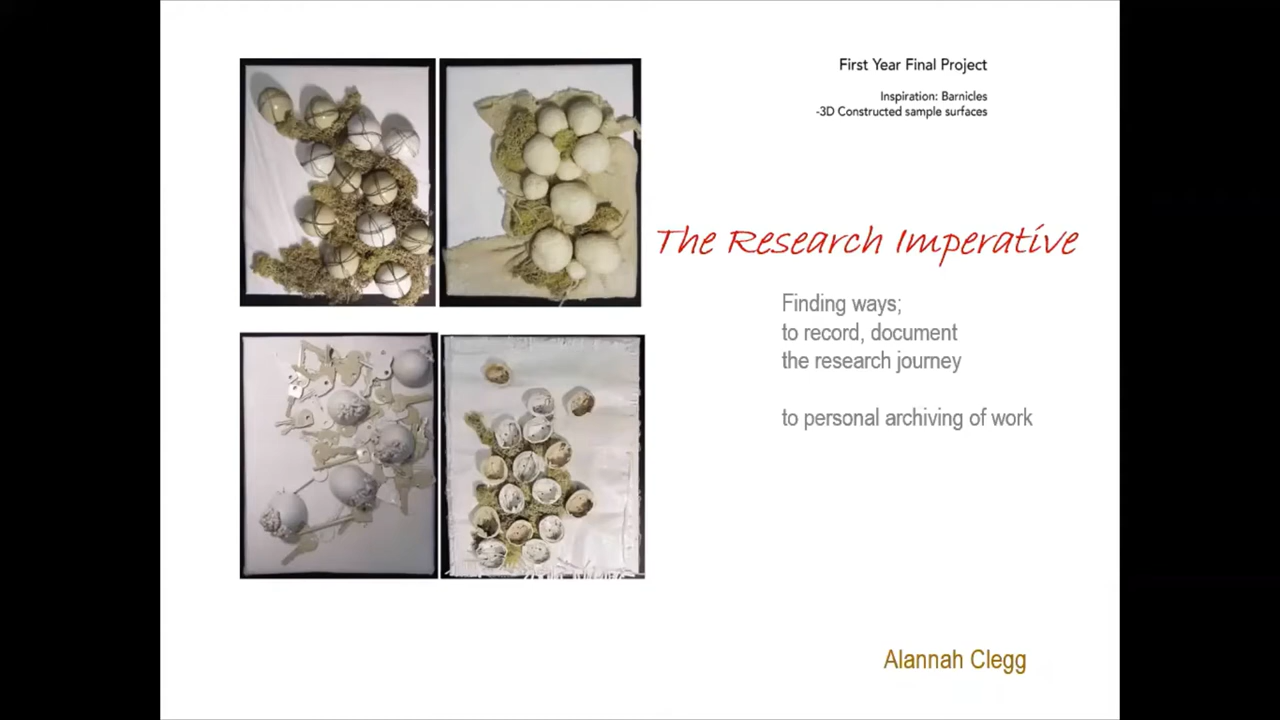 First Year Final Project
Inspiration: Barnicles
-3D Constructed sample surfaces
The Research Imperative
Finding ways;
to record, document
the research journey
to personal archiving of work
Alannah Clegg